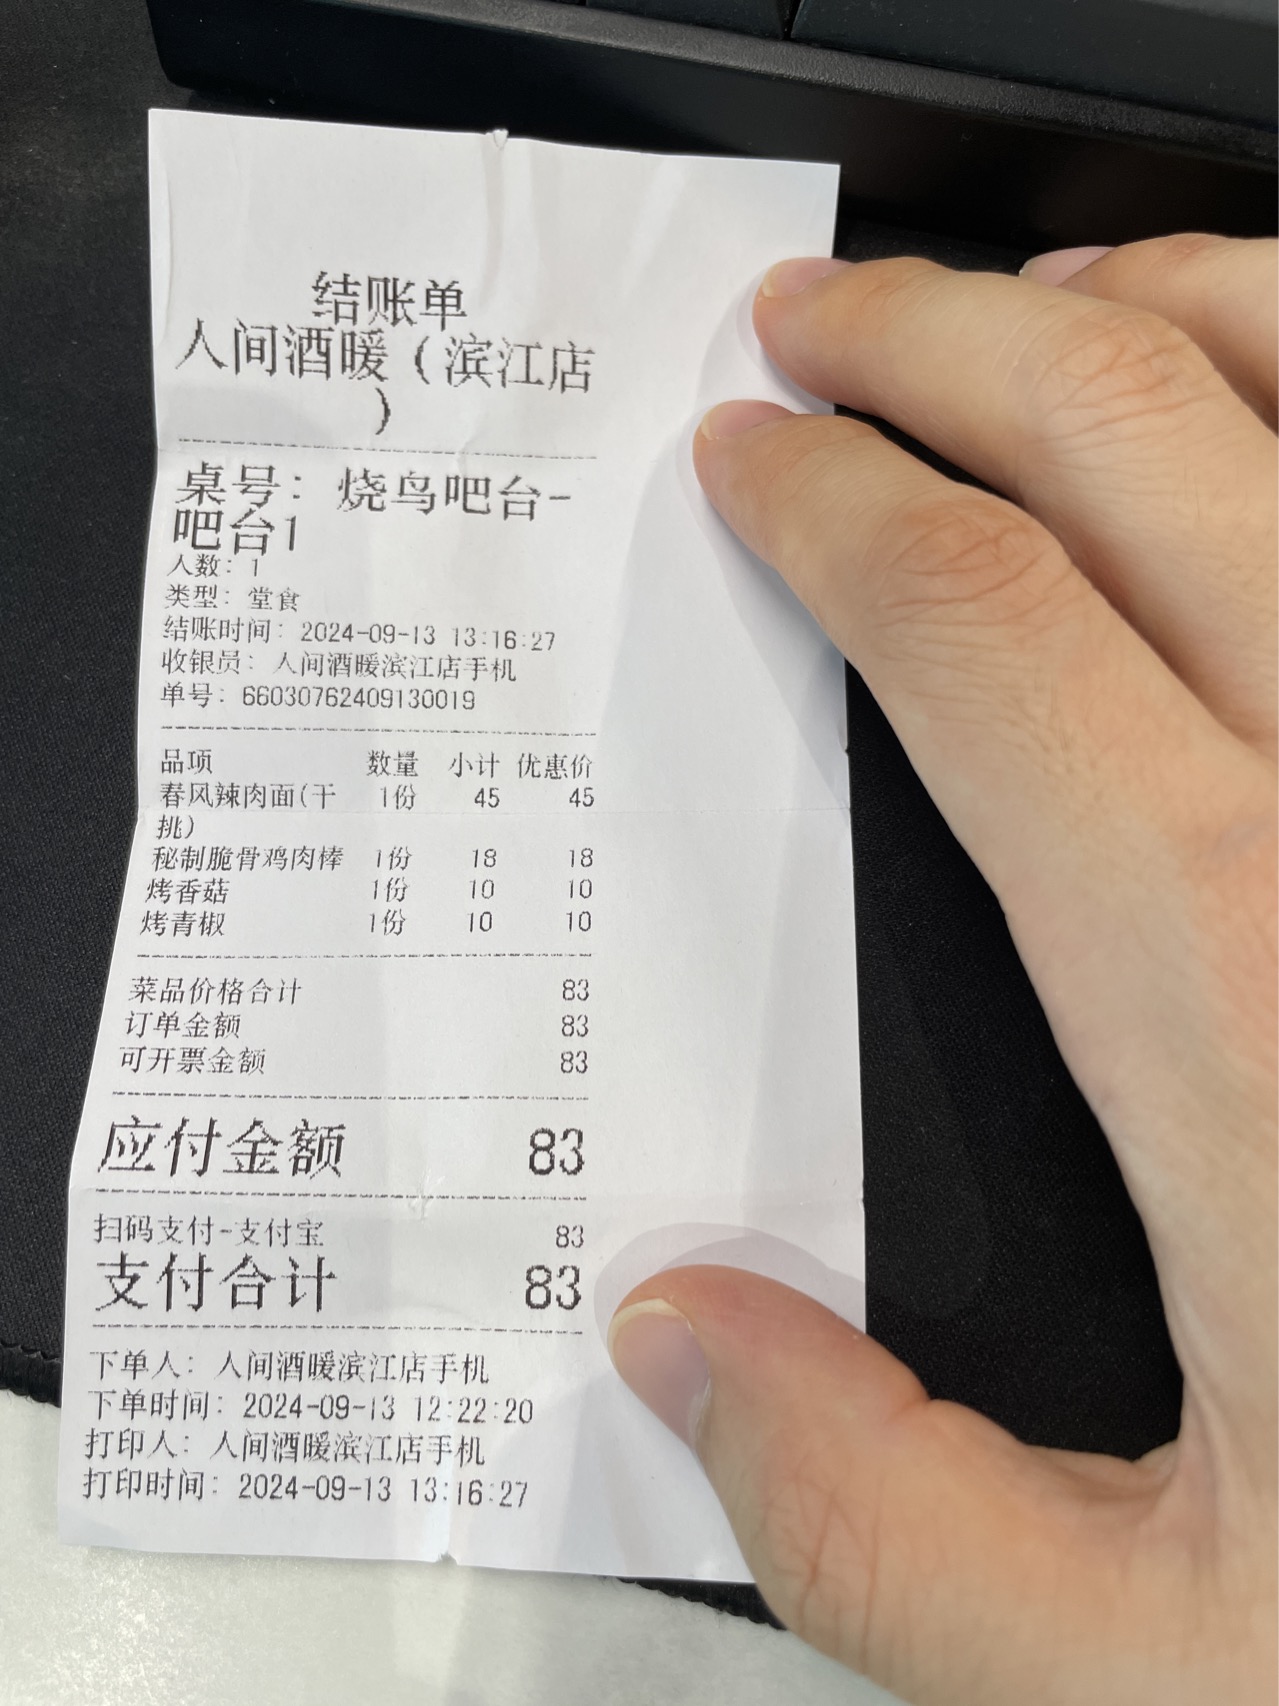 结账单
人间酒暖（滨江店
）
桌号： 烧鸟吧台-
吧台1
人数：1
类型：堂食
结账时间：2024-09-13 13:16:27
收银员：人间酒暖滨江店手机
单号：66030762409130019
品项 数量 小计 优惠价
春风辣肉面(干 1份 45 45
挑)
秘制脆骨鸡肉棒 1份 18 18
烤香菇 1份 10 10
烤青椒 1份 10 10
菜品价格合计 83
订单金额 83
可开票金额 83
应付金额 83
扫码支付-支付宝 83
支付合计 83
下单人：人间酒暖滨江店手机
下单时间：2024-09-13 12:22:20
打印人：人间酒暖滨江店手机
打印时间：2024-09-13 13:16:27